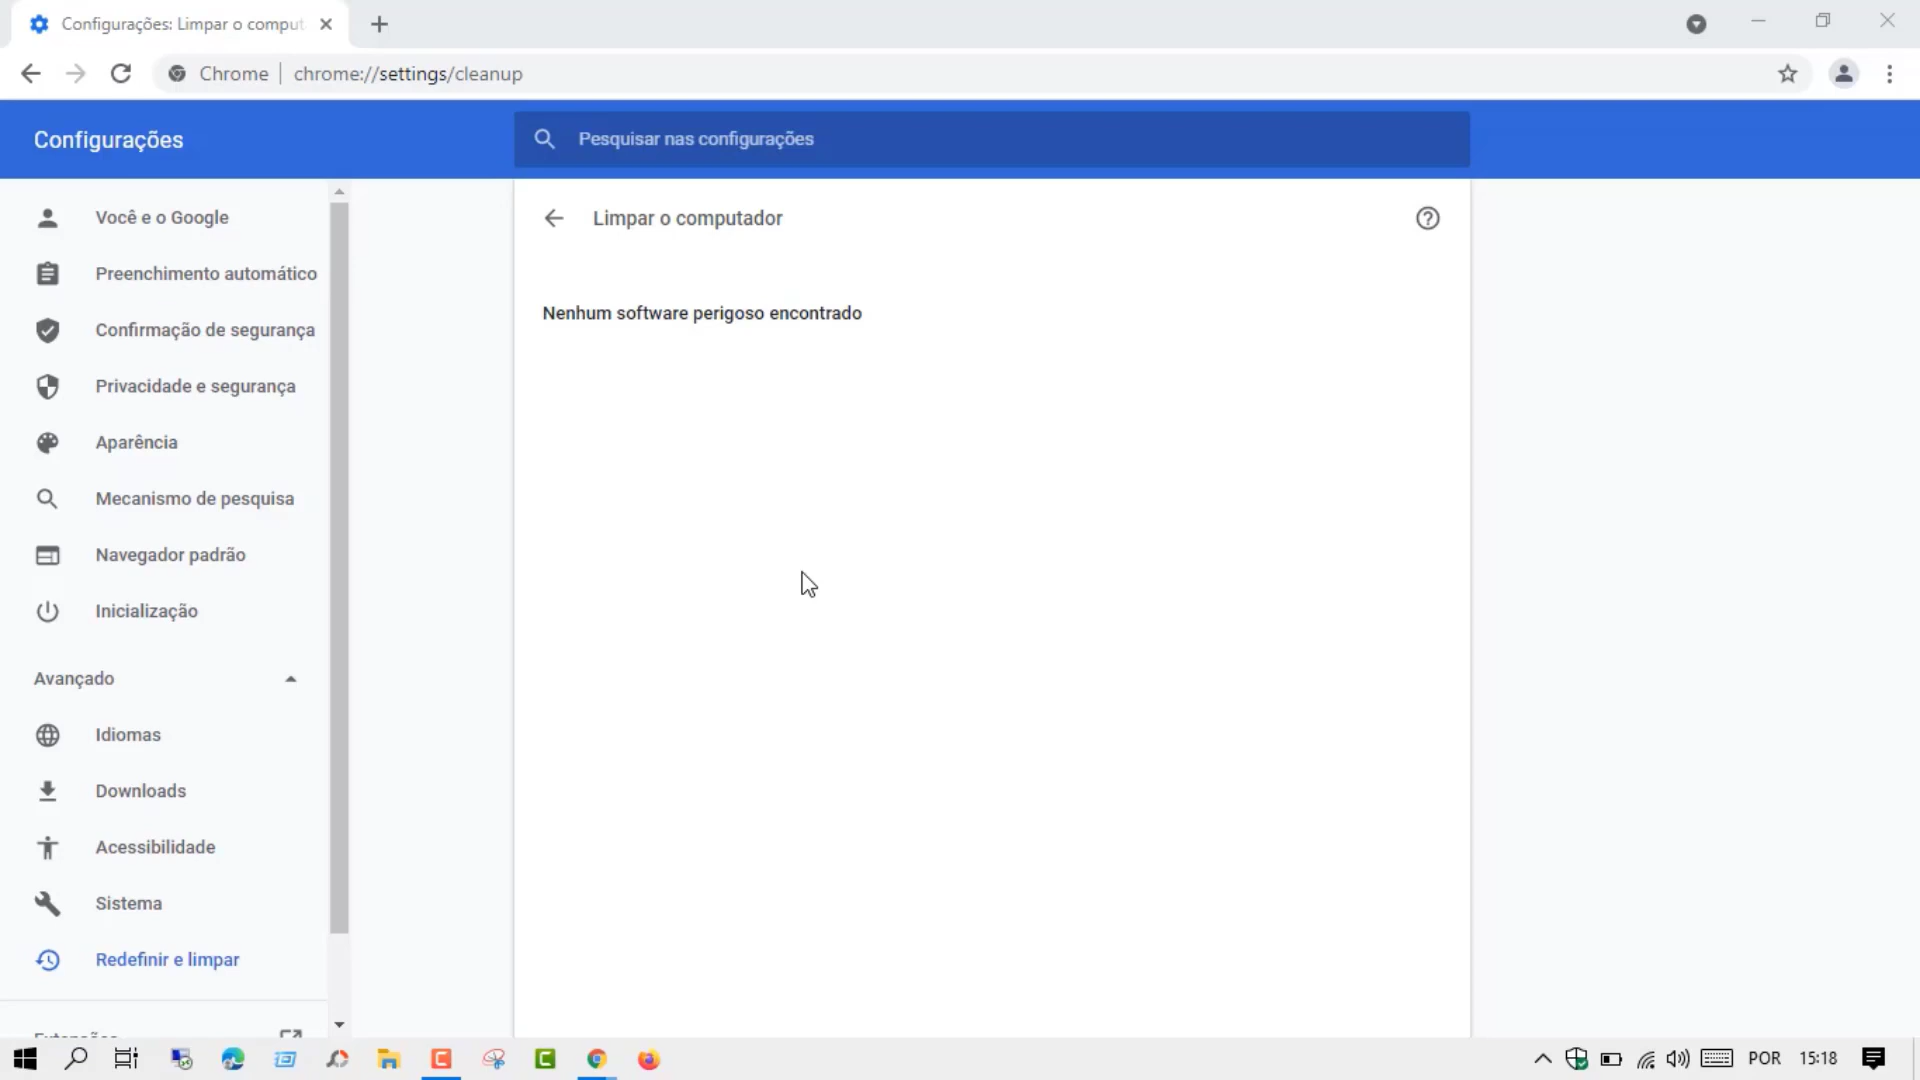 Configurações: Limpar o comput
Chrome
chrome://settings/cleanup
Configurações
Pesquisar nas configurações
Você e o Google
Preenchimento automático
Confirmação de segurança
Privacidade e segurança
Aparência
Mecanismo de pesquisa
Navegador padrão
Inicialização
Avançado
Idiomas
Downloads
Acessibilidade
Sistema
Redefinir e limpar
Extensões
Limpar o computador
Nenhum software perigoso encontrado
POR
15:18